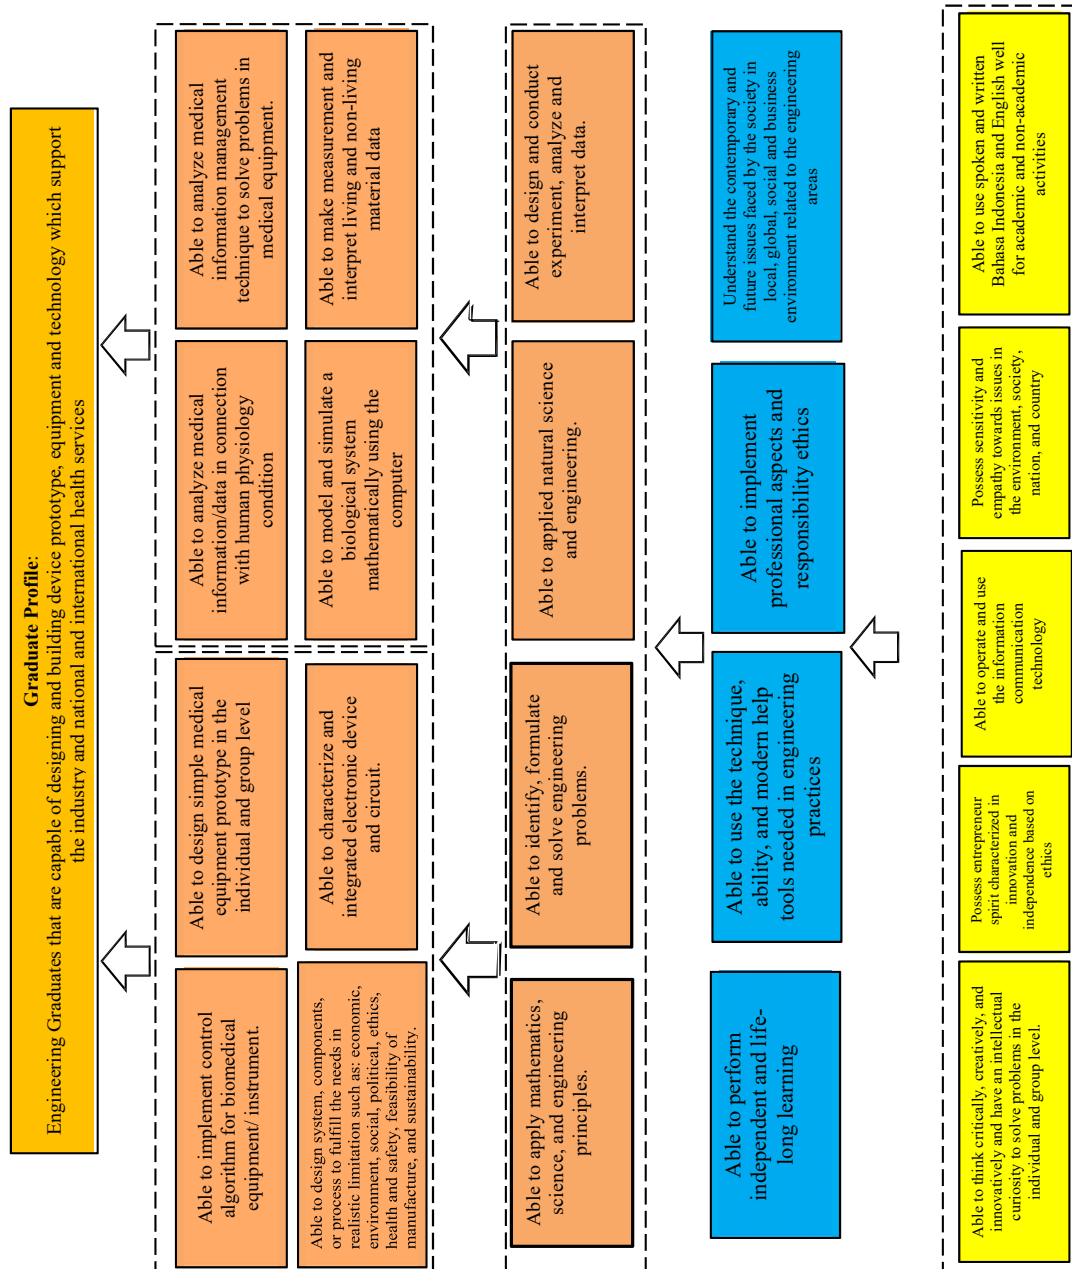 Graduate Profile:
Engineering Graduates that are capable of designing and building device prototype, equipment and technology which support
the industry and national and international health services
Able to implement control
algorithm for biomedical
equipment/ instrument.
Able to design simple medical
equipment prototype in the
individual and group level
Able to analyze medical
information/data in connection
with human physiology
condition
Able to analyze medical
information management
technique to solve problems in
medical equipment.
Able to design system, components,
or process to fulfill the needs in
realistic limitation such as: economic,
environment, social, political, ethics,
health and safety, feasibility of
manufacture, and sustainability.
Able to characterize and
integrated electronic device
and circuit.
Able to model and simulate a
biological system
mathematically using the
computer
Able to make measurement and
interpret living and non-living
material data
Able to apply mathematics,
science, and engineering
principles.
Able to identify, formulate
and solve engineering
problems.
Able to applied natural science
and engineering.
Able to design and conduct
experiment, analyze and
interpret data.
Able to perform
independent and life-
long learning
Able to use the technique,
ability, and modern help
tools needed in engineering
practices
Able to implement
professional aspects and
responsibility ethics
Understand the contemporary and
future issues faced by the society in
local, global, social and business
environment related to the engineering
areas
Able to think critically, creatively, and
innovatively and have an intellectual
curiosity to solve problems in the
individual and group level.
Possess entrepreneur
spirit characterized in
innovation and
independence based on
ethics
Able to operate and use
the information
communication
technology
Possess sensitivity and
empathy towards issues in
the environment, society,
nation, and country
Able to use spoken and written
Bahasa Indonesia and English well
for academic and non-academic
activities